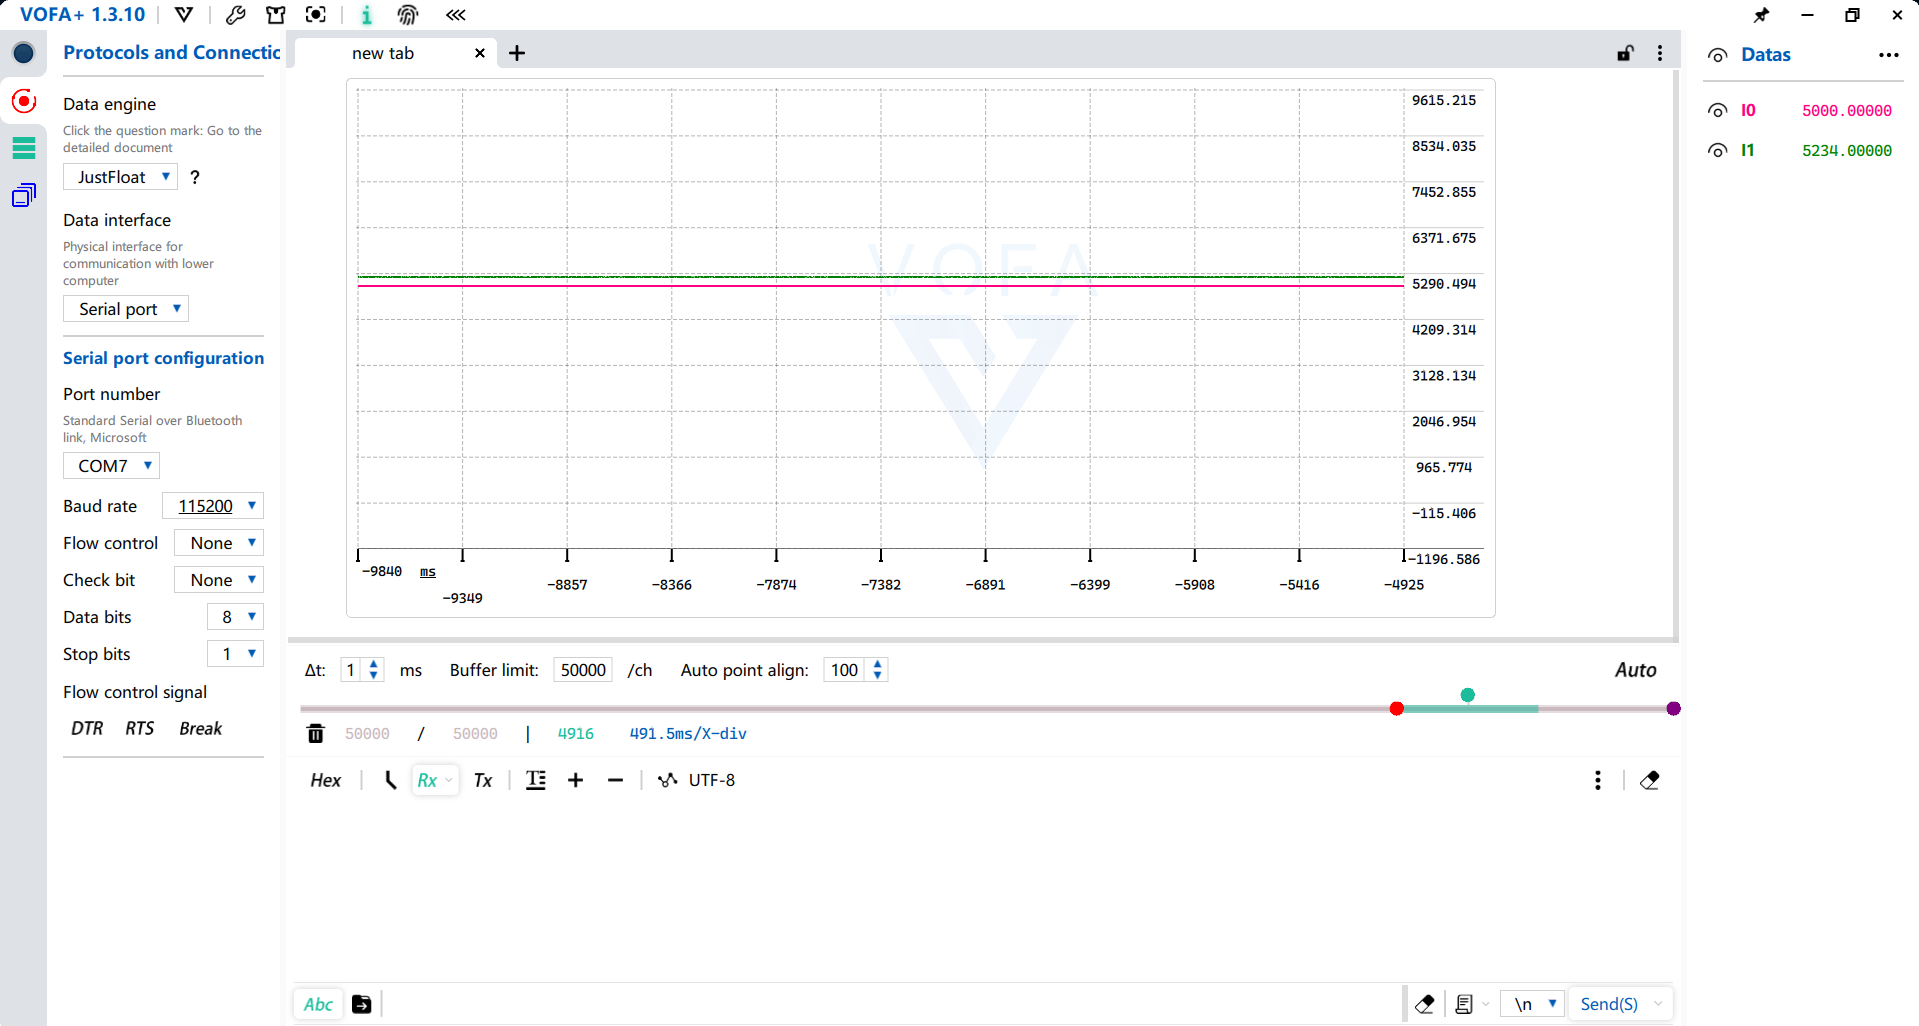 VOFA+ 1.3.10
Protocols and Connectic
Data engine
Click the question mark: Go to the
detailed document
JustFloat
?
Data interface
Physical interface for
communication with lower
computer
Serial port
Serial port configuration
Port number
Standard Serial over Bluetooth
link, Microsoft
COM7
Baud rate 115200
Flow control None
Check bit None
Data bits 8
Stop bits 1
Flow control signal
DTR RTS Break
new tab
VOFA
9615.215
8534.035
7452.855
6371.675
5290.494
4209.314
3128.134
2046.954
965.774
-115.406
-1196.586
-9840 ms
-9349
-8857
-8366
-7874
-7382
-6891
-6399
-5908
-5416
-4925
Δt: 1 ms Buffer limit: 50000 /ch Auto point align: 100 Auto
50000 / 50000 | 4916 491.5ms/X-div
Hex Rx Tx UTF-8
Abc \n Send(S)
Datas
I0 5000.00000
I1 5234.00000